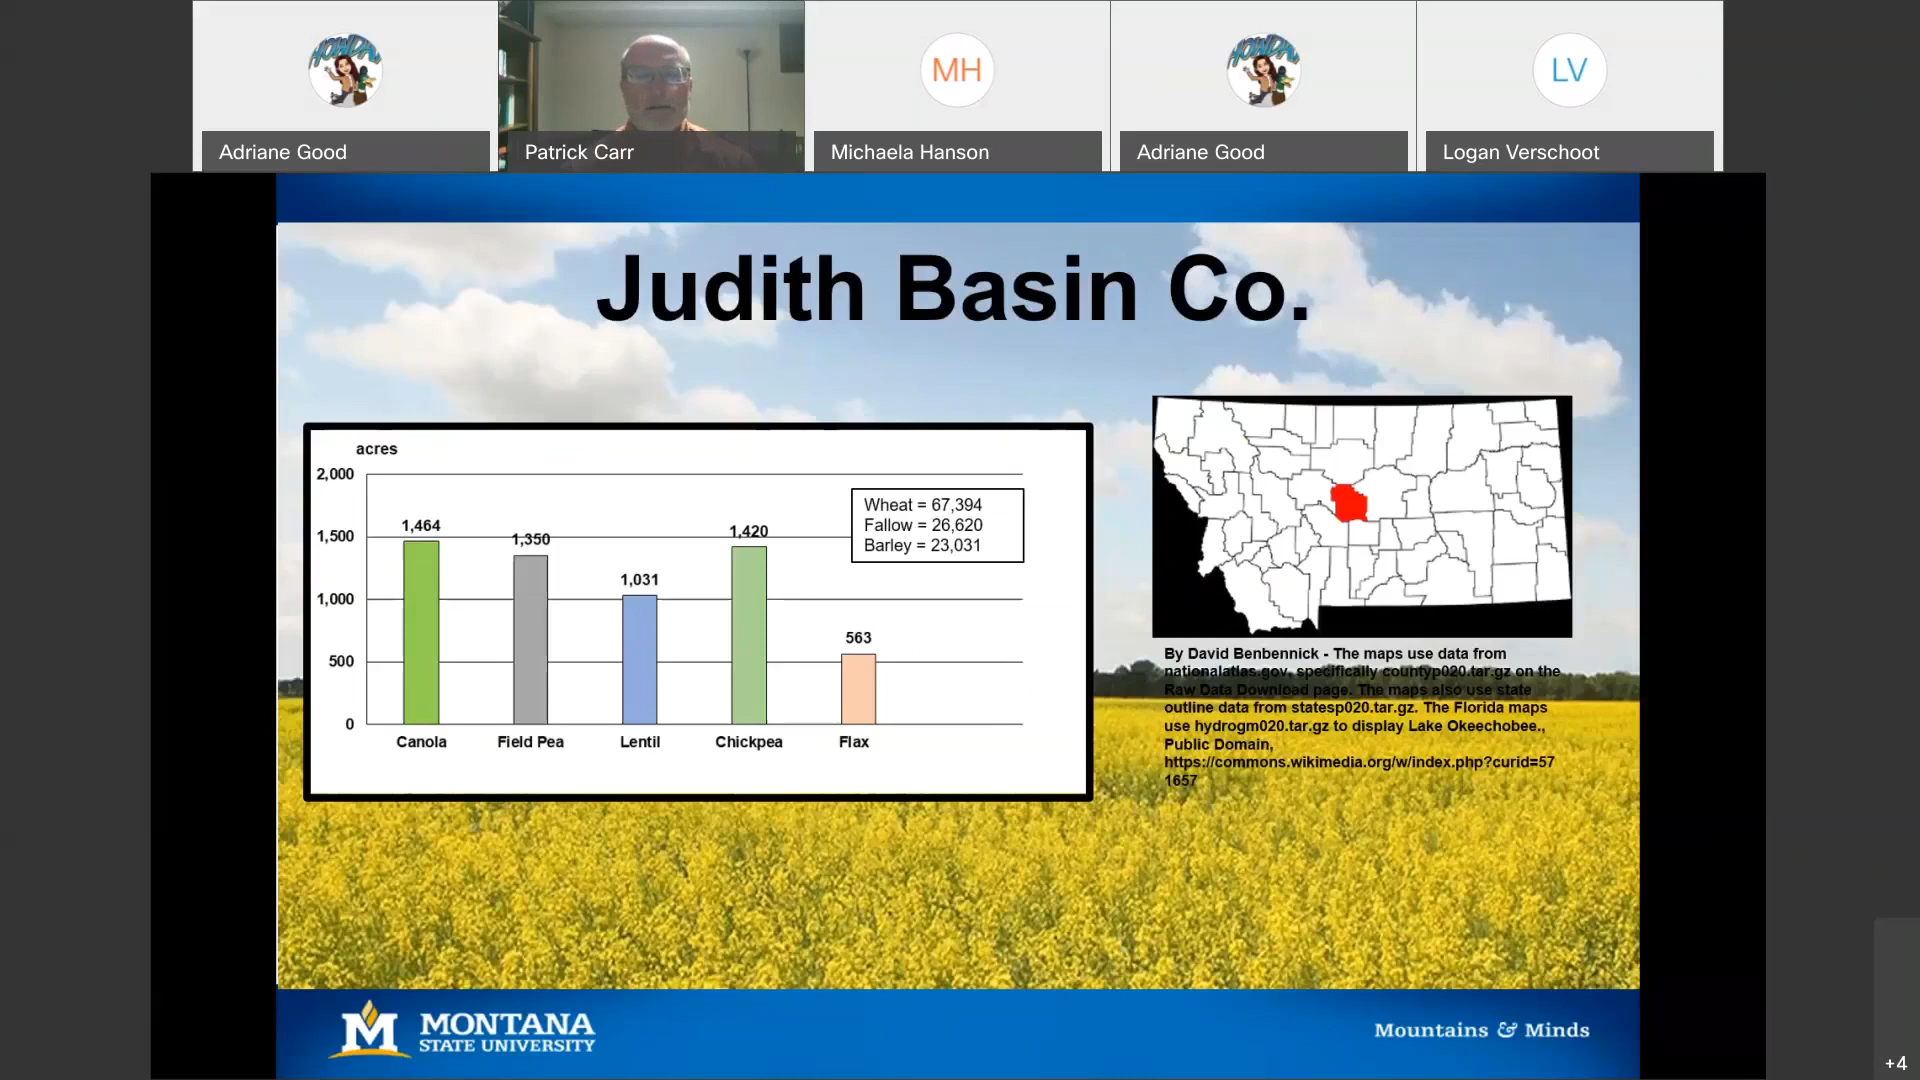 HOWDY
HOWDY
MH
LV
Adriane Good
Patrick Carr
Michaela Hanson
Adriane Good
Logan Verschoot
Judith Basin Co.
acres
2,000
1,500
1,000
500
0
1,464
1,350
1,031
1,420
563
Canola
Field Pea
Lentil
Chickpea
Flax
Wheat = 67,394
Fallow = 26,620
Barley = 23,031
By David Benbennick - The maps use data from
nationalatlas.gov, specifically countyp020.tar.gz on the
Raw Data Download page. The maps also use state
outline data from statesp020.tar.gz. The Florida maps
use hydrogm020.tar.gz to display Lake Okeechobee.,
Public Domain,
https://commons.wikimedia.org/w/index.php?curid=57
1657
M
MONTANA
STATE UNIVERSITY
Mountains & Minds
+4